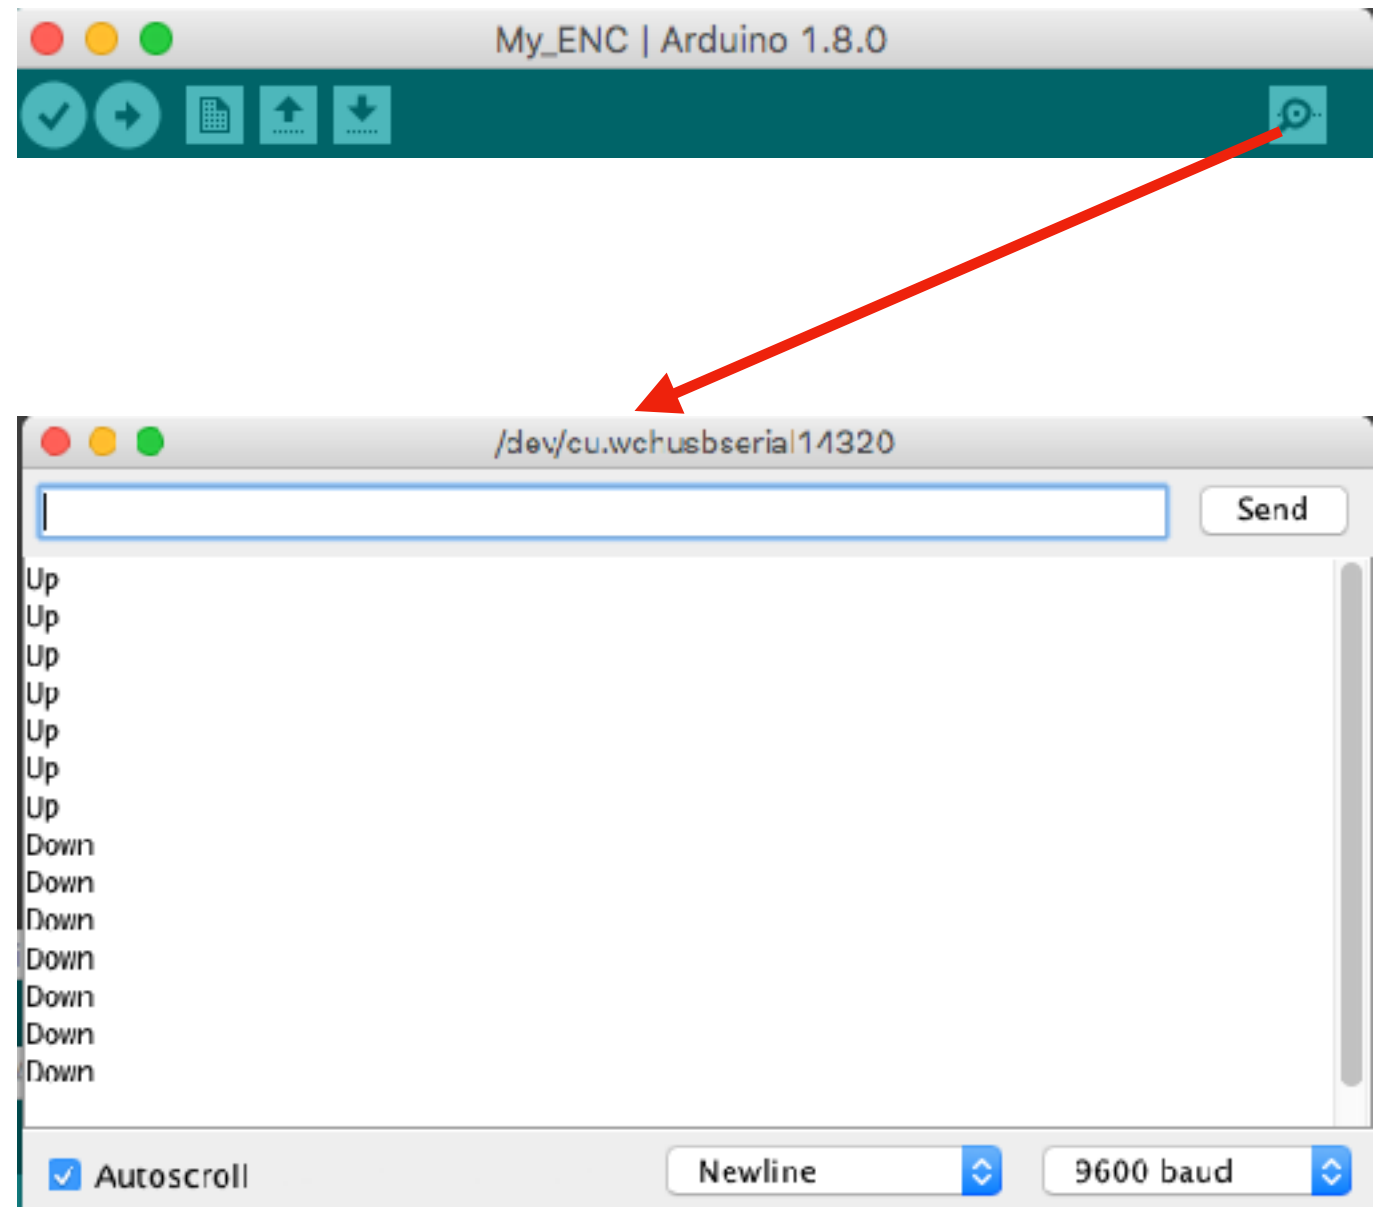 My_ENC | Arduino 1.8.0
/dev/cu.wchusbserial14320
Send
Up
Up
Up
Up
Up
Up
Up
Down
Down
Down
Down
Down
Down
Down
Autoscroll
Newline
9600 baud